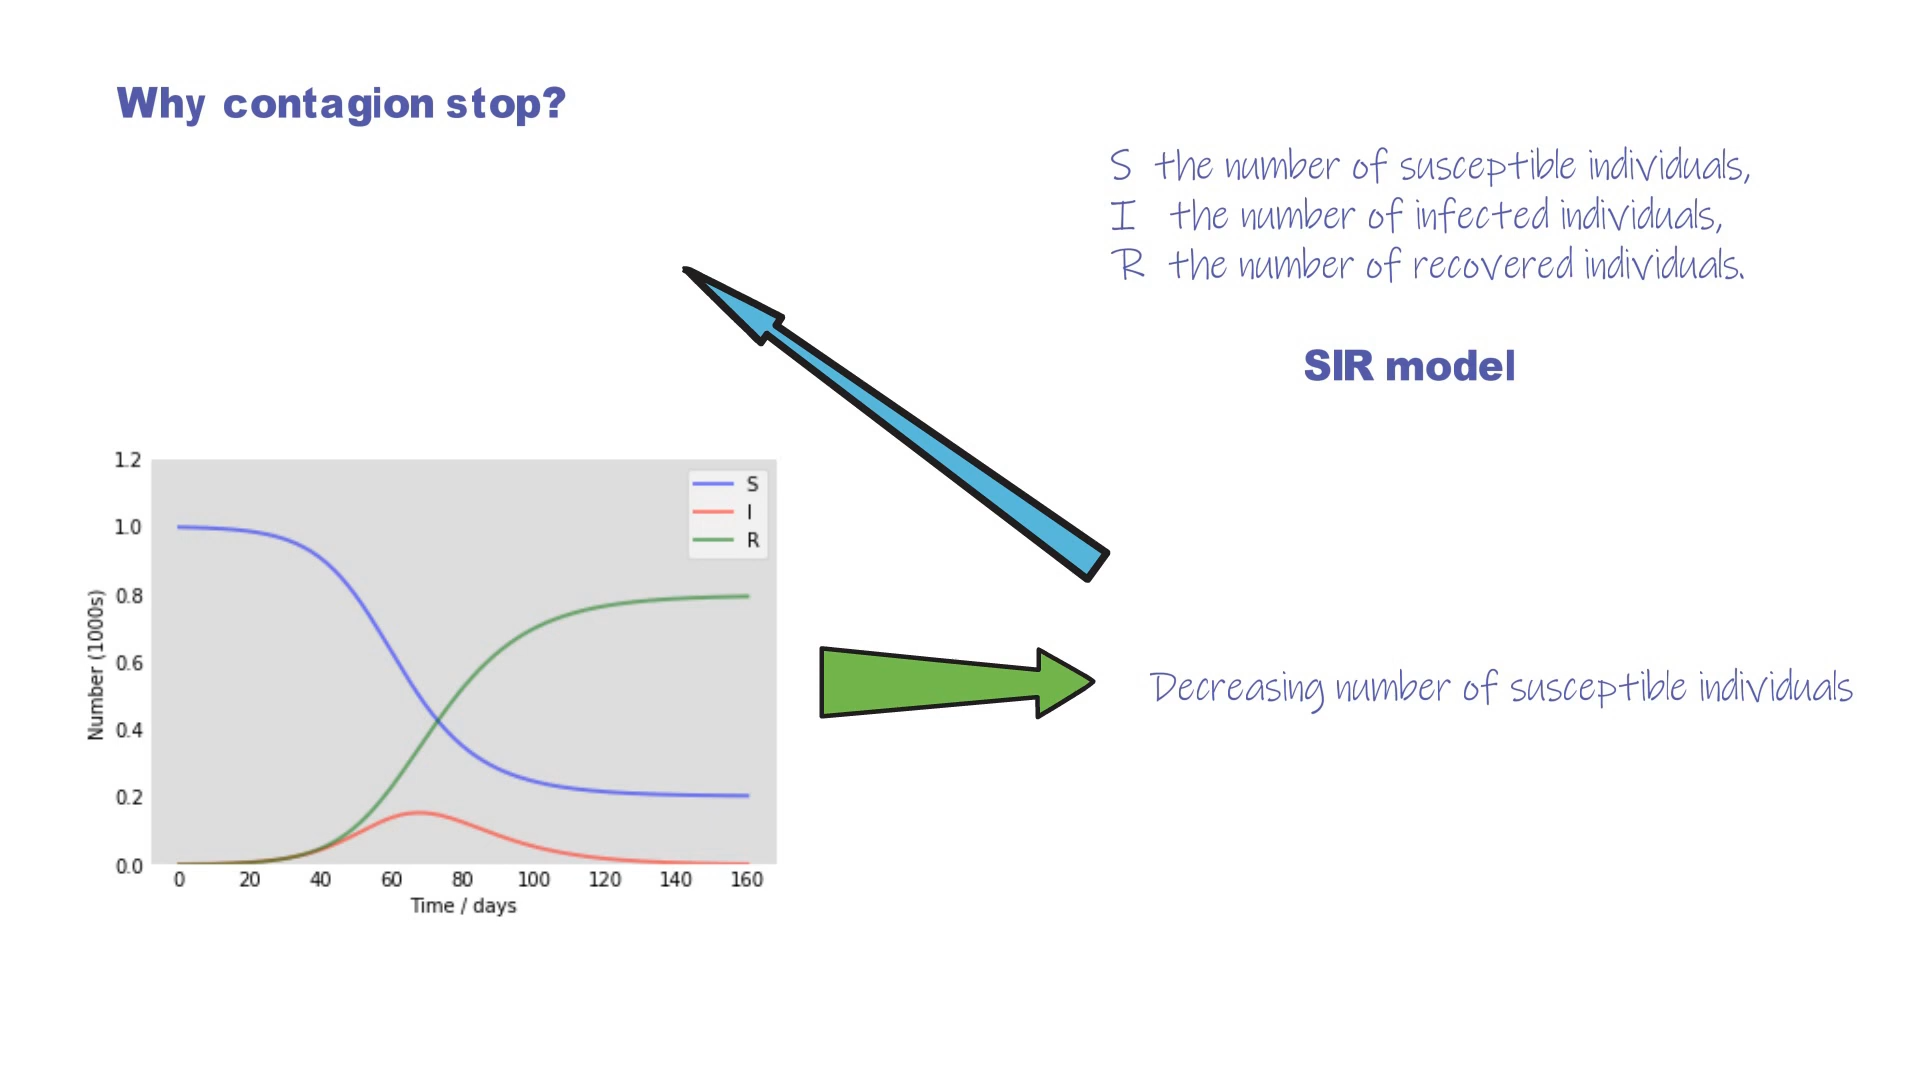 Why contagion stop?
S the number of susceptible individuals,
I the number of infected individuals,
R the number of recovered individuals.
SIR model
1.2
1.0
0.8
0.6
0.4
0.2
0.0
Number (1000s)
S
I
R
0 20 40 60 80 100 120 140 160
Time / days
Decreasing number of susceptible individuals